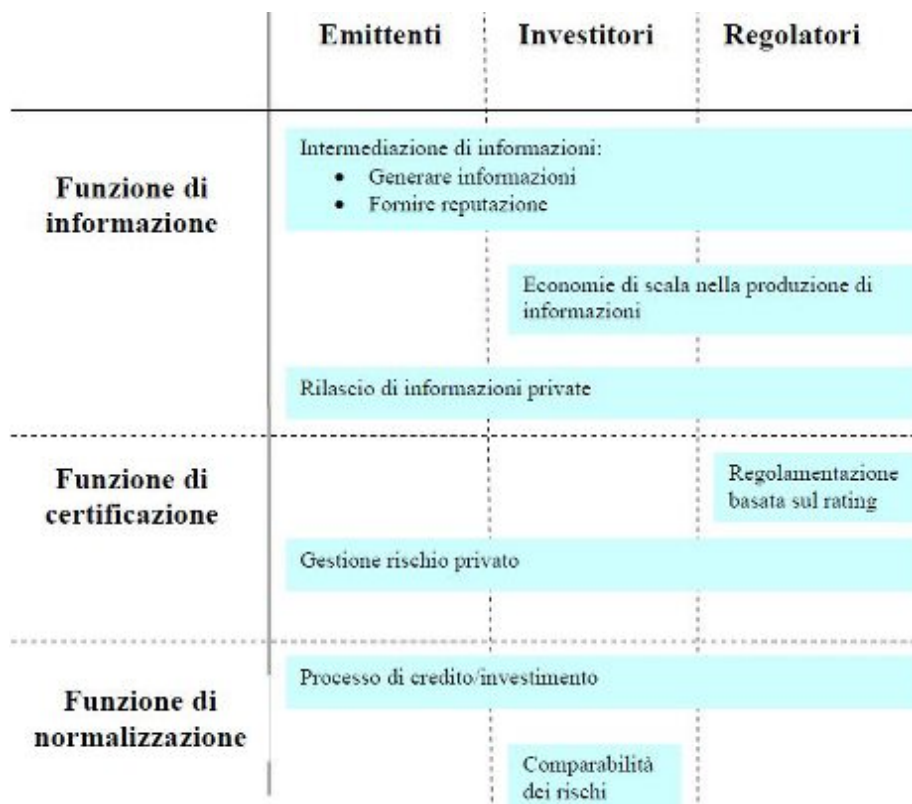 Emittenti Investitori Regolatori
Funzione di
informazione
Intermediazione di informazioni:
• Generare informazioni
• Fornire reputazione
Economie di scala nella produzione di
informazioni
Rilascio di informazioni private
Funzione di
certificazione
Regolamentazione
basata sul rating
Gestione rischio privato
Funzione di
normalizzazione
Processo di credito/investimento
Comparabilità
dei rischi